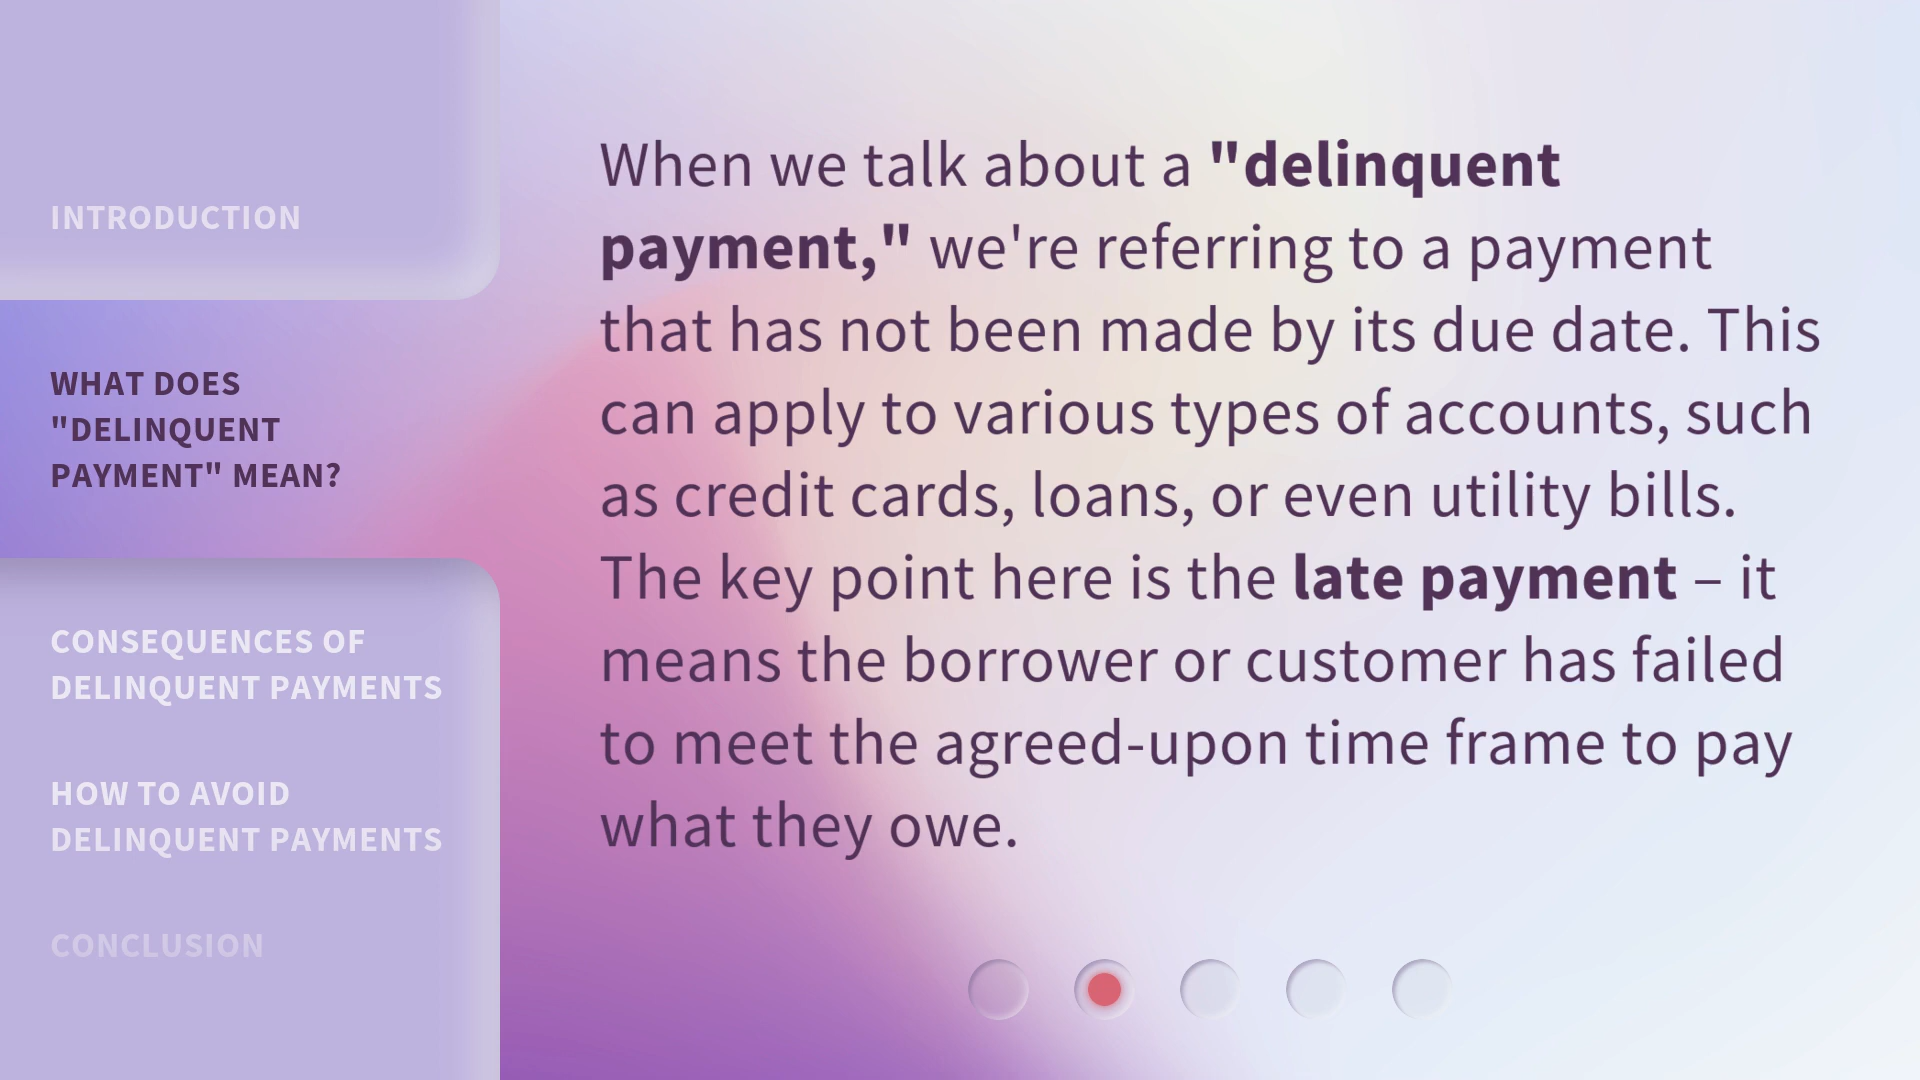 INTRODUCTION
WHAT DOES
"DELINQUENT
PAYMENT" MEAN?
CONSEQUENCES OF
DELINQUENT PAYMENTS
HOW TO AVOID
DELINQUENT PAYMENTS
CONCLUSION
When we talk about a "delinquent
payment," we're referring to a payment
that has not been made by its due date. This
can apply to various types of accounts, such
as credit cards, loans, or even utility bills.
The key point here is the late payment – it
means the borrower or customer has failed
to meet the agreed-upon time frame to pay
what they owe.